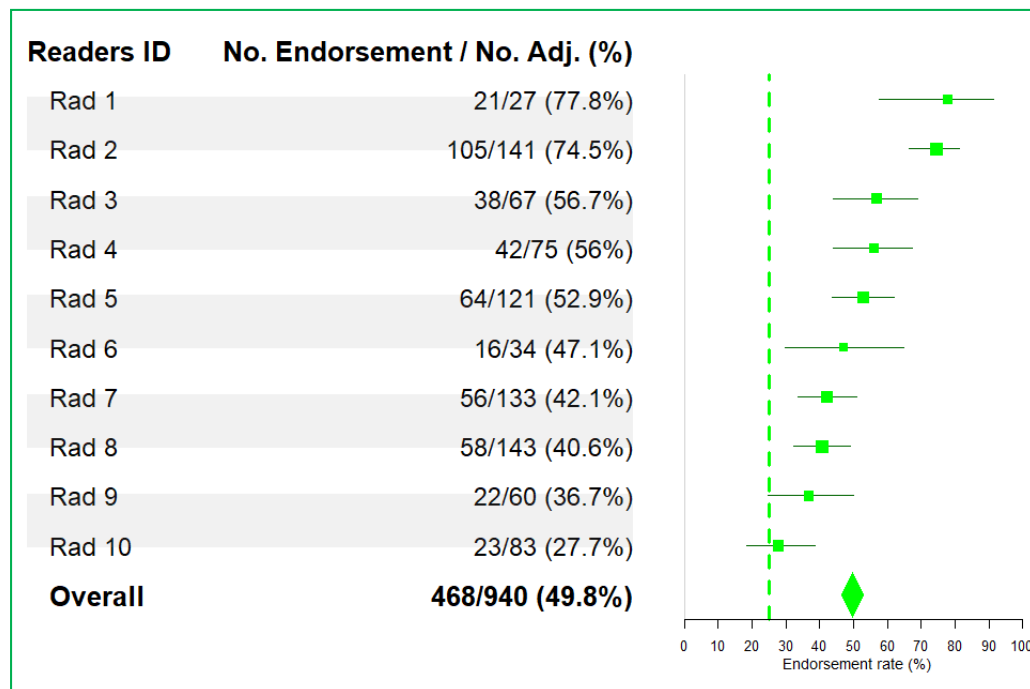 Readers ID No. Endorsement / No. Adj. (%)
Rad 1 21/27 (77.8%)
Rad 2 105/141 (74.5%)
Rad 3 38/67 (56.7%)
Rad 4 42/75 (56%)
Rad 5 64/121 (52.9%)
Rad 6 16/34 (47.1%)
Rad 7 56/133 (42.1%)
Rad 8 58/143 (40.6%)
Rad 9 22/60 (36.7%)
Rad 10 23/83 (27.7%)
Overall 468/940 (49.8%)
0 10 20 30 40 50 60 70 80 90 100
Endorsement rate (%)